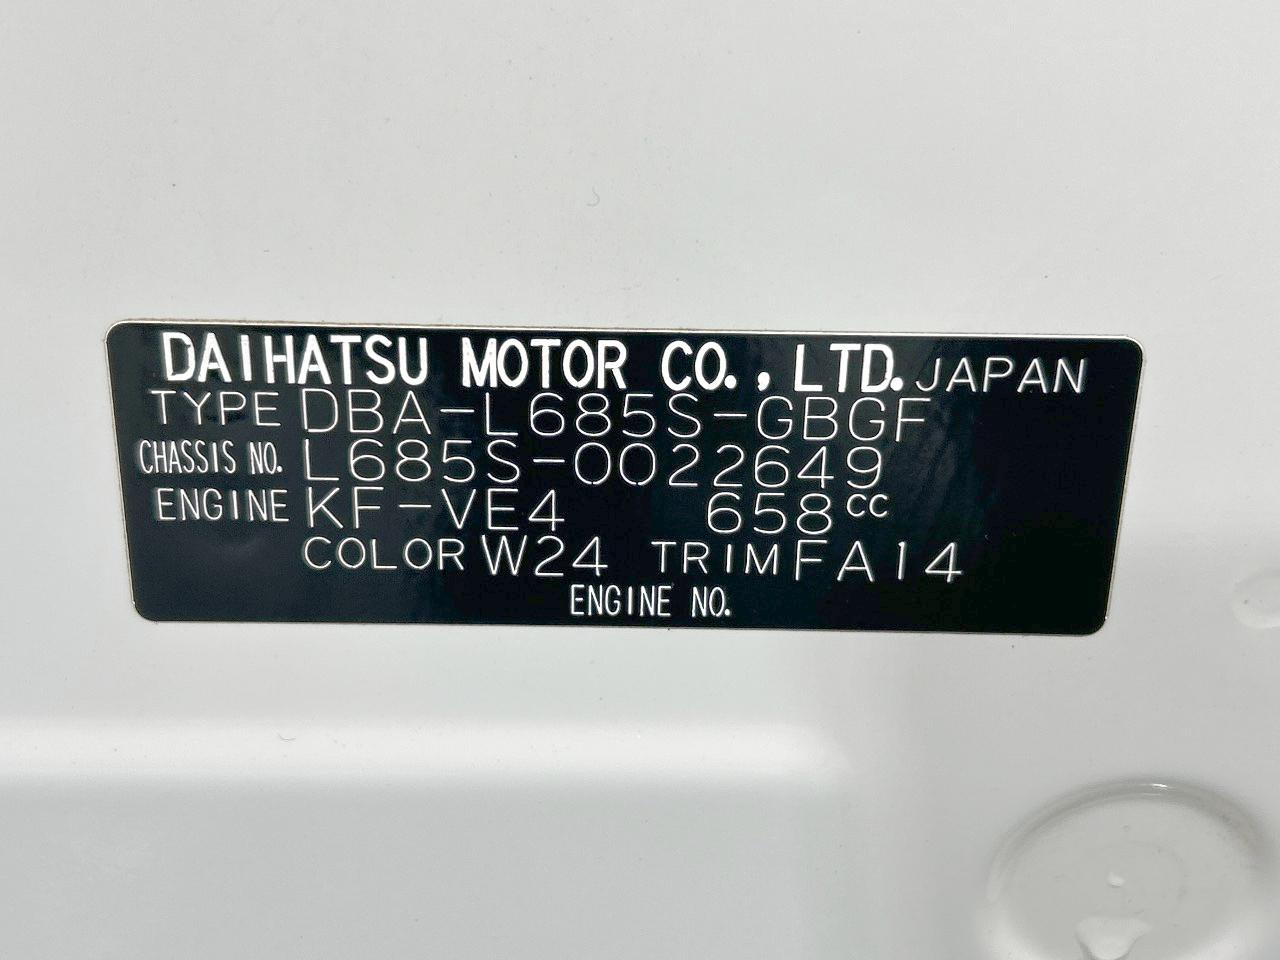 DAIHATSU MOTOR CO., LTD. JAPAN
TYPE DBA-L685S-GBGF
CHASSIS NO. L685S-0022649
ENGINE KF-VE4 658cc
COLOR W24 TRIM FA14
ENGINE NO.